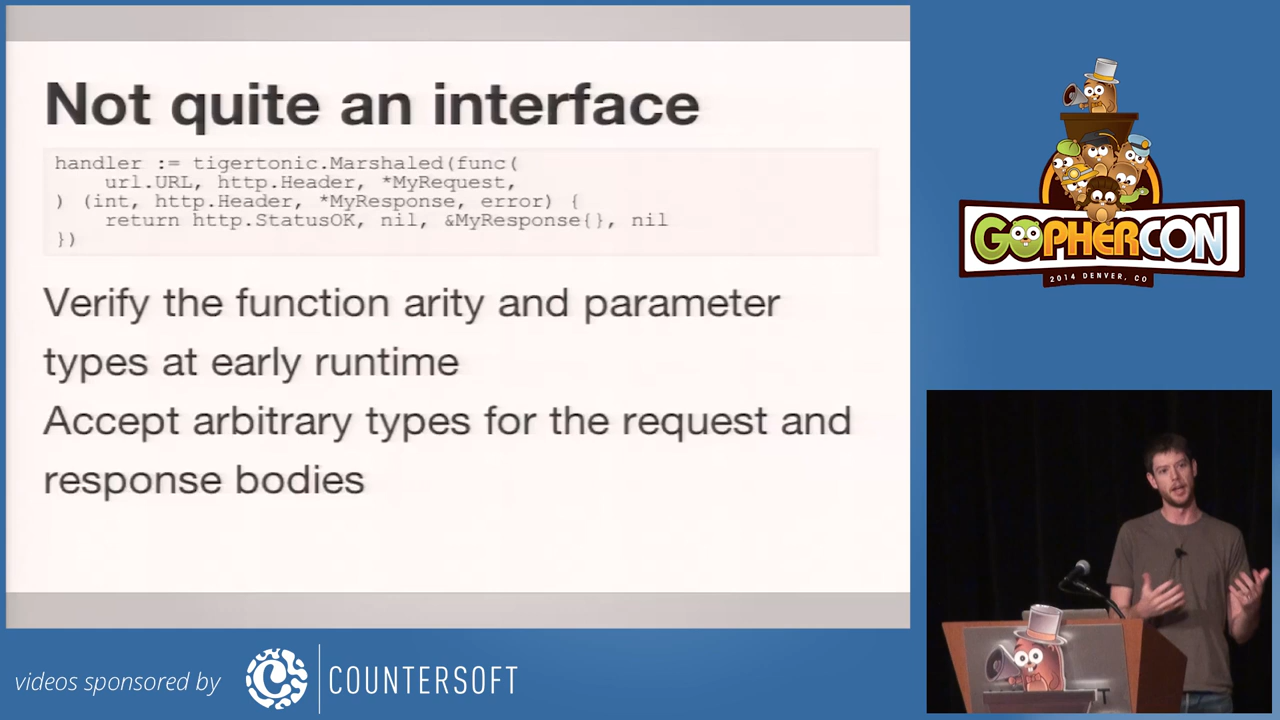 Not quite an interface
handler := tigertonic.Marshaled(func(
    url.URL, http.Header, *MyRequest,
) (int, http.Header, *MyResponse, error) {
    return http.StatusOK, nil, &MyResponse{}, nil
})
Verify the function arity and parameter
types at early runtime
Accept arbitrary types for the request and
response bodies
GOPHERCON
2014 DENVER, CO
videos sponsored by
COUNTERSOFT
T